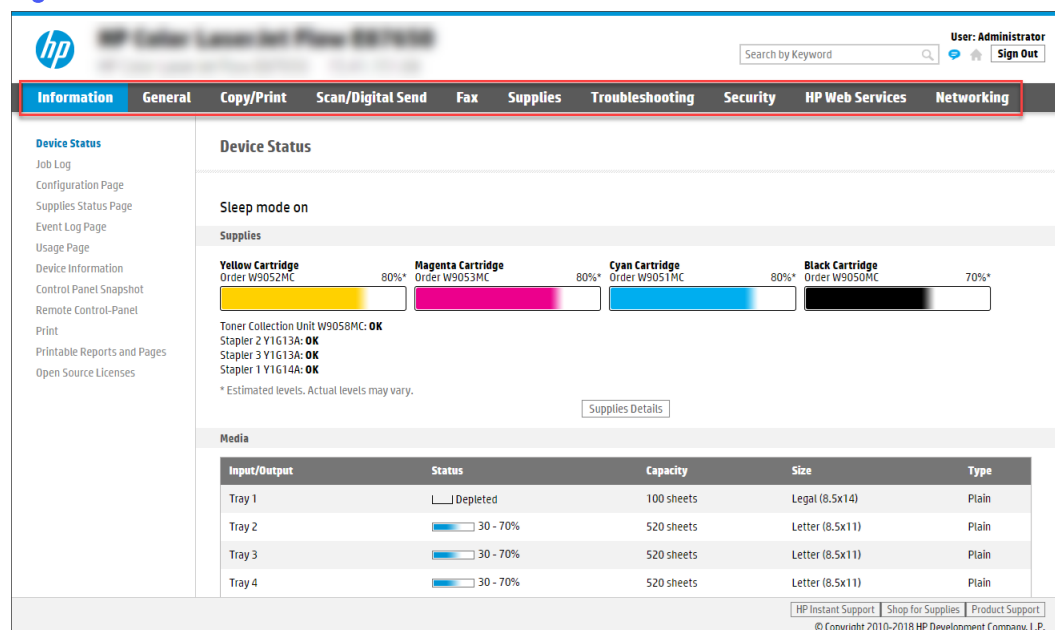 hp
User: Administrator
Search by Keyword
Sign Out
Information General Copy/Print Scan/Digital Send Fax Supplies Troubleshooting Security HP Web Services Networking
Device Status
Job Log
Configuration Page
Supplies Status Page
Event Log Page
Usage Page
Device Information
Control Panel Snapshot
Remote Control-Panel
Print
Printable Reports and Pages
Open Source Licenses
Device Status
Sleep mode on
Supplies
Yellow Cartridge
Order W9052MC 80%*
Magenta Cartridge
Order W9053MC 80%*
Cyan Cartridge
Order W9051MC 80%*
Black Cartridge
Order W9050MC 70%*
Toner Collection Unit W9058MC: OK
Stapler 2 Y1G13A: OK
Stapler 3 Y1G13A: OK
Stapler 1 Y1G14A: OK
* Estimated levels. Actual levels may vary.
Supplies Details
Media
Input/Output Status Capacity Size Type
Tray 1 Depleted 100 sheets Legal (8.5x14) Plain
Tray 2 30 - 70% 520 sheets Letter (8.5x11) Plain
Tray 3 30 - 70% 520 sheets Letter (8.5x11) Plain
Tray 4 30 - 70% 520 sheets Letter (8.5x11) Plain
HP Instant Support Shop for Supplies Product Support
© Copyright 2010-2018 HP Development Company, L.P.